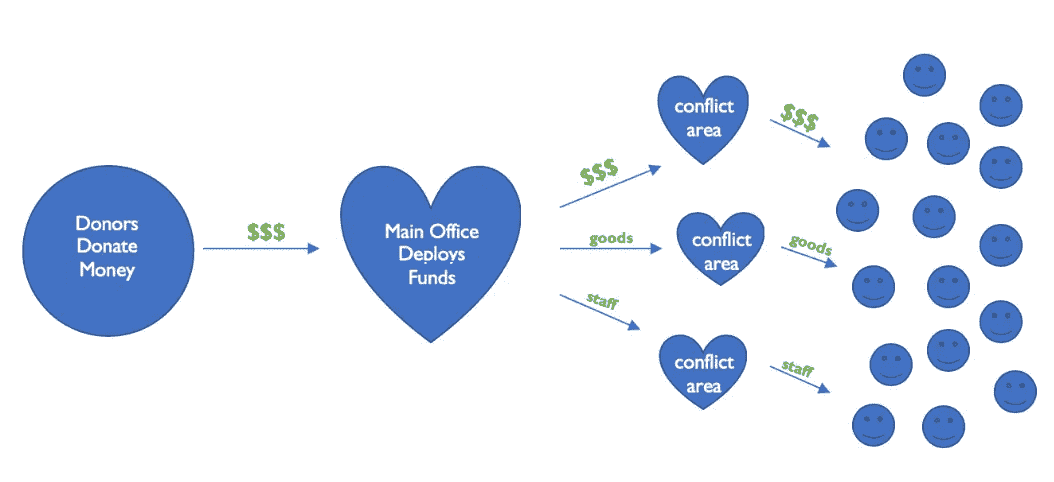 Donors
Donate
Money
$$$
Main Office
Deploys
Funds
$$$
goods
staff
conflict
area
conflict
area
conflict
area
$$$
goods
staff